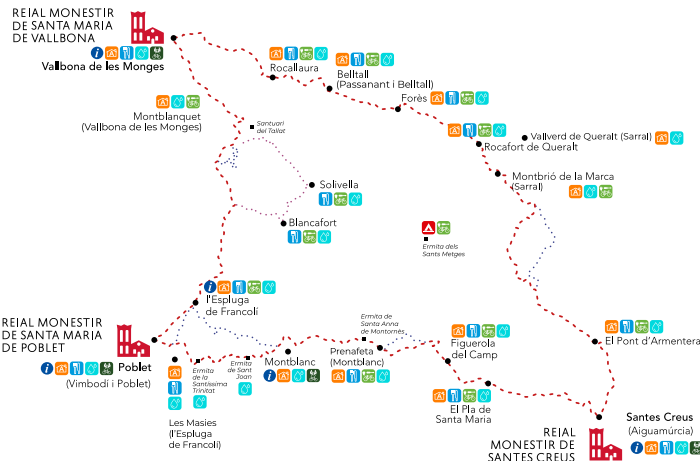 REIAL MONESTIR
DE SANTA MARIA
DE VALLBONA
Vallbona de les Monges
Rocallaura
Belltall
(Passanant i Belltall)
Forès
Montblanquet
(Vallbona de les Monges)
Santuari
del Tallat
Vallverd de Queralt (Sarral)
Rocafort de Queralt
Montbrió de la Marca
(Sarral)
Solivella
Blancafort
Ermita dels
Sants Metges
l'Espluga
de Francolí
REIAL MONESTIR
DE SANTA MARIA
DE POBLET
Poblet
(Vimbodí i Poblet)
Ermita
de la
Santíssima
Trinitat
Ermita
de Sant
Joan
Montblanc
Ermita de
Santa Anna
de Montornès
Prenafeta
(Montblanc)
Figuerola
del Camp
El Pont d'Armentera
Les Masies
(l'Espluga
de Francolí)
El Pla de
Santa Maria
Santes Creus
(Aiguamúrcia)
REIAL
MONESTIR DE
SANTES CREUS